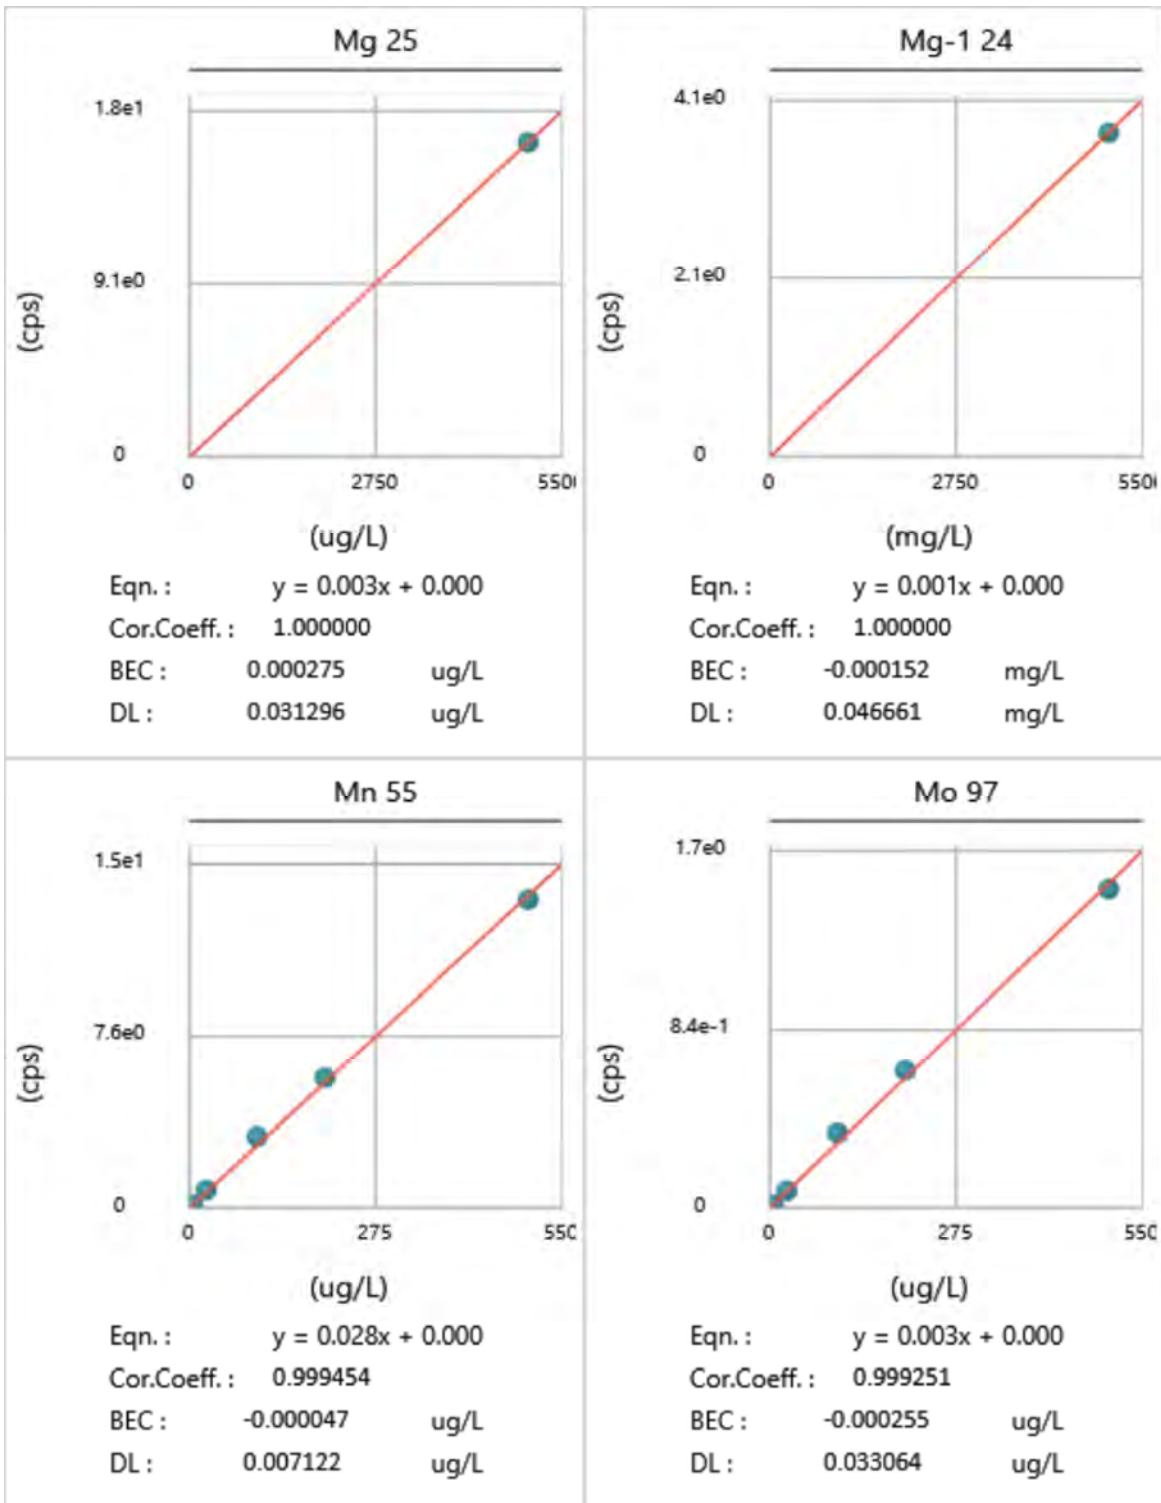 Mg 25
1.8e1
9.1e0
0
(cps)
0 2750 5500
(ug/L)
Eqn. : y = 0.003x + 0.000
Cor.Coeff. : 1.000000
BEC : 0.000275 ug/L
DL : 0.031296 ug/L
Mg-1 24
4.1e0
2.1e0
0
(cps)
0 2750 5500
(mg/L)
Eqn. : y = 0.001x + 0.000
Cor.Coeff. : 1.000000
BEC : -0.000152 mg/L
DL : 0.046661 mg/L
Mn 55
1.5e1
7.6e0
0
(cps)
0 275 550
(ug/L)
Eqn. : y = 0.028x + 0.000
Cor.Coeff. : 0.999454
BEC : -0.000047 ug/L
DL : 0.007122 ug/L
Mo 97
1.7e0
8.4e-1
0
(cps)
0 275 550
(ug/L)
Eqn. : y = 0.003x + 0.000
Cor.Coeff. : 0.999251
BEC : -0.000255 ug/L
DL : 0.033064 ug/L